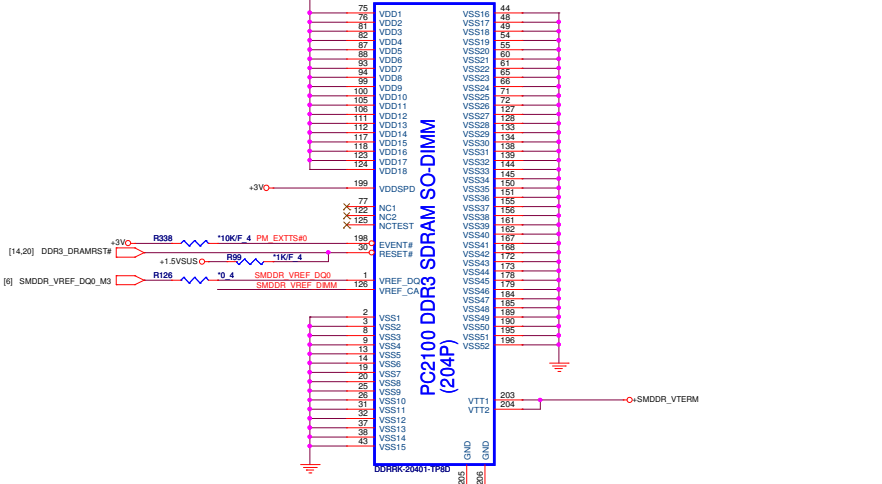 75 VDD1 VSS16 44
76 VDD2 VSS17 48
81 VDD3 VSS18 49
82 VDD4 VSS19 54
87 VDD5 VSS20 55
88 VDD6 VSS21 60
93 VDD7 VSS22 61
94 VDD8 VSS23 65
99 VDD9 VSS24 66
100 VDD10 VSS25 71
105 VDD11 VSS26 72
106 VDD12 VSS27 127
111 VDD13 VSS28 128
112 VDD14 VSS29 133
117 VDD15 VSS30 134
118 VDD16 VSS31 138
123 VDD17 VSS32 139
124 VDD18 VSS33 144
VSS34 145
+3V 199 VDDSPD VSS35 150
VSS36 151
77 NC1 VSS37 155
122 NC2 VSS38 156
125 NCTEST VSS39 161
VSS40 162
+3V R338 *10K/F_4 PM_EXTTS#0 198 EVENT# VSS41 167
[14,20] DDR3_DRAMRST# 30 RESET# VSS42 168
+1.5VSUS R99 *1K/F_4 VSS43 172
VSS44 173
[6] SMDDR_VREF_DQ0_M3 R126 *0_4 SMDDR_VREF_DQ0 1 VREF_DQ VSS45 178
SMDDR_VREF_DIMM 126 VREF_CA VSS46 179
VSS47 184
VSS48 185
2 VSS1 VSS49 189
3 VSS2 VSS50 190
8 VSS3 VSS51 195
9 VSS4 VSS52 196
13 VSS5
14 VSS6
19 VSS7
20 VSS8
25 VSS9
26 VSS10 VTT1 203 +SMDDR_VTERM
31 VSS11 VTT2 204
32 VSS12
37 VSS13
38 VSS14
43 VSS15
PC2100 DDR3 SDRAM SO-DIMM
(204P)
GND GND
DDRRK-20401-TP8D
205 206